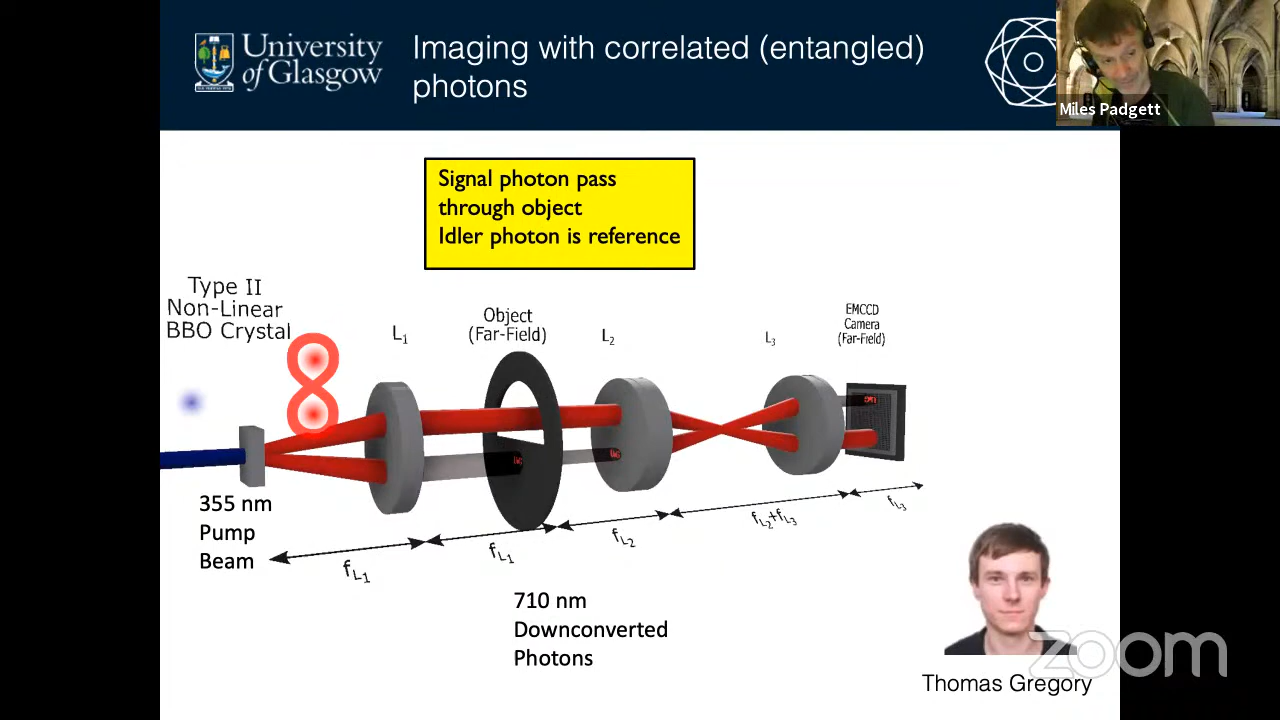 University
of Glasgow
Imaging with correlated (entangled)
photons
Miles Padgett
Signal photon pass
through object
Idler photon is reference
Type II
Non-Linear
BBO Crystal
L1
Object
(Far-Field)
L2
L3
EMCCD
Camera
(Far-Field)
355 nm
Pump
Beam
fL1
fL1
fL2
fL2+fL3
fL3
710 nm
Downconverted
Photons
zoom
Thomas Gregory